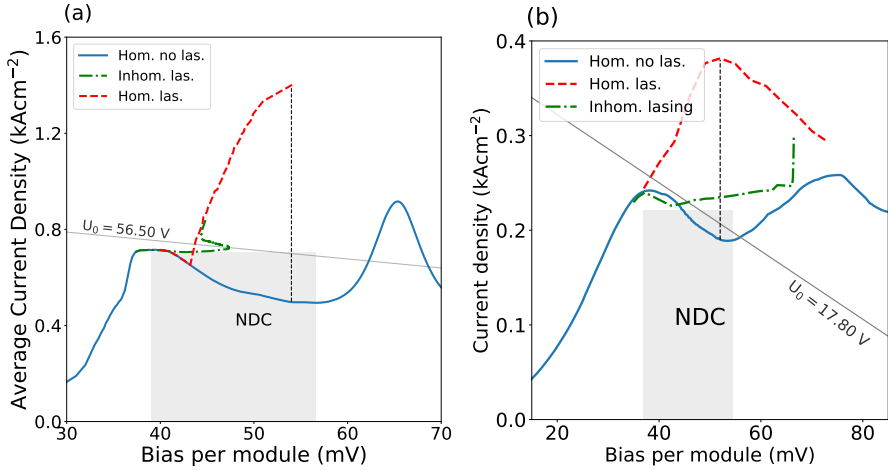 (a)
Average Current Density (kAcm⁻²)
1.6
1.2
0.8
0.4
0.0
Hom. no las.
Inhom. las.
Hom. las.
U₀ = 56.50 V
NDC
30
40
50
60
70
Bias per module (mV)
(b)
Current density (kAcm⁻²)
0.4
0.3
0.2
0.1
0.0
Hom. no las.
Hom. las.
Inhom. lasing
U₀ = 17.80 V
NDC
20
40
60
80
Bias per module (mV)